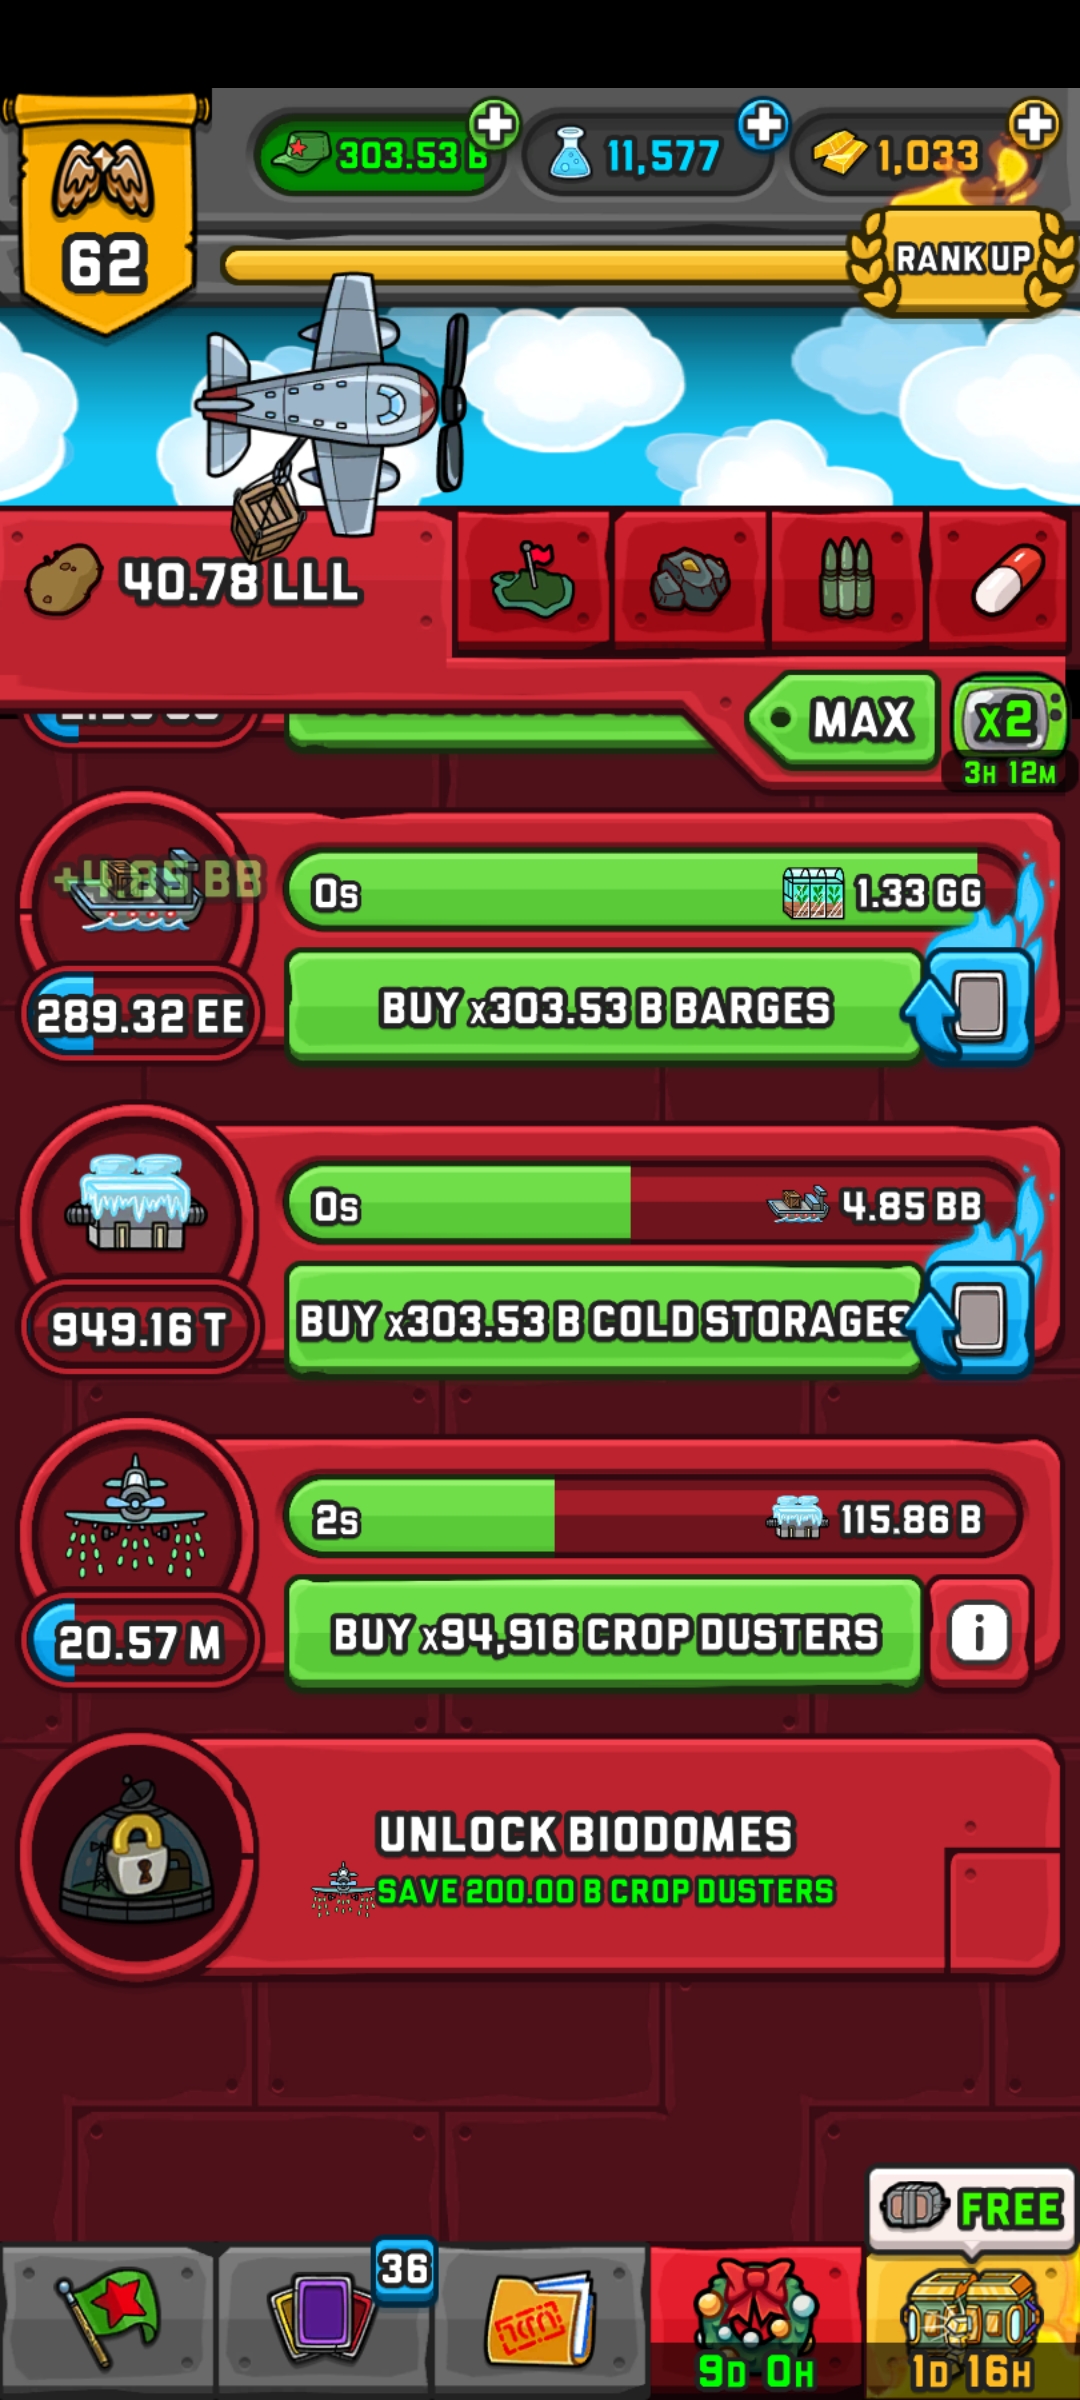 303.53 B
11,577
1,033
62
RANK UP
40.78 LLL
MAX
x2
3H 12M
+4.85 BB
0s
1.33 GG
289.32 EE
BUY x303.53 B BARGES
0s
4.85 BB
949.16 T
BUY x303.53 B COLD STORAGES
2s
115.86 B
20.57 M
BUY x94,916 CROP DUSTERS
i
UNLOCK BIODOMES
SAVE 200.00 B CROP DUSTERS
FREE
36
9D 0H
1D 16H